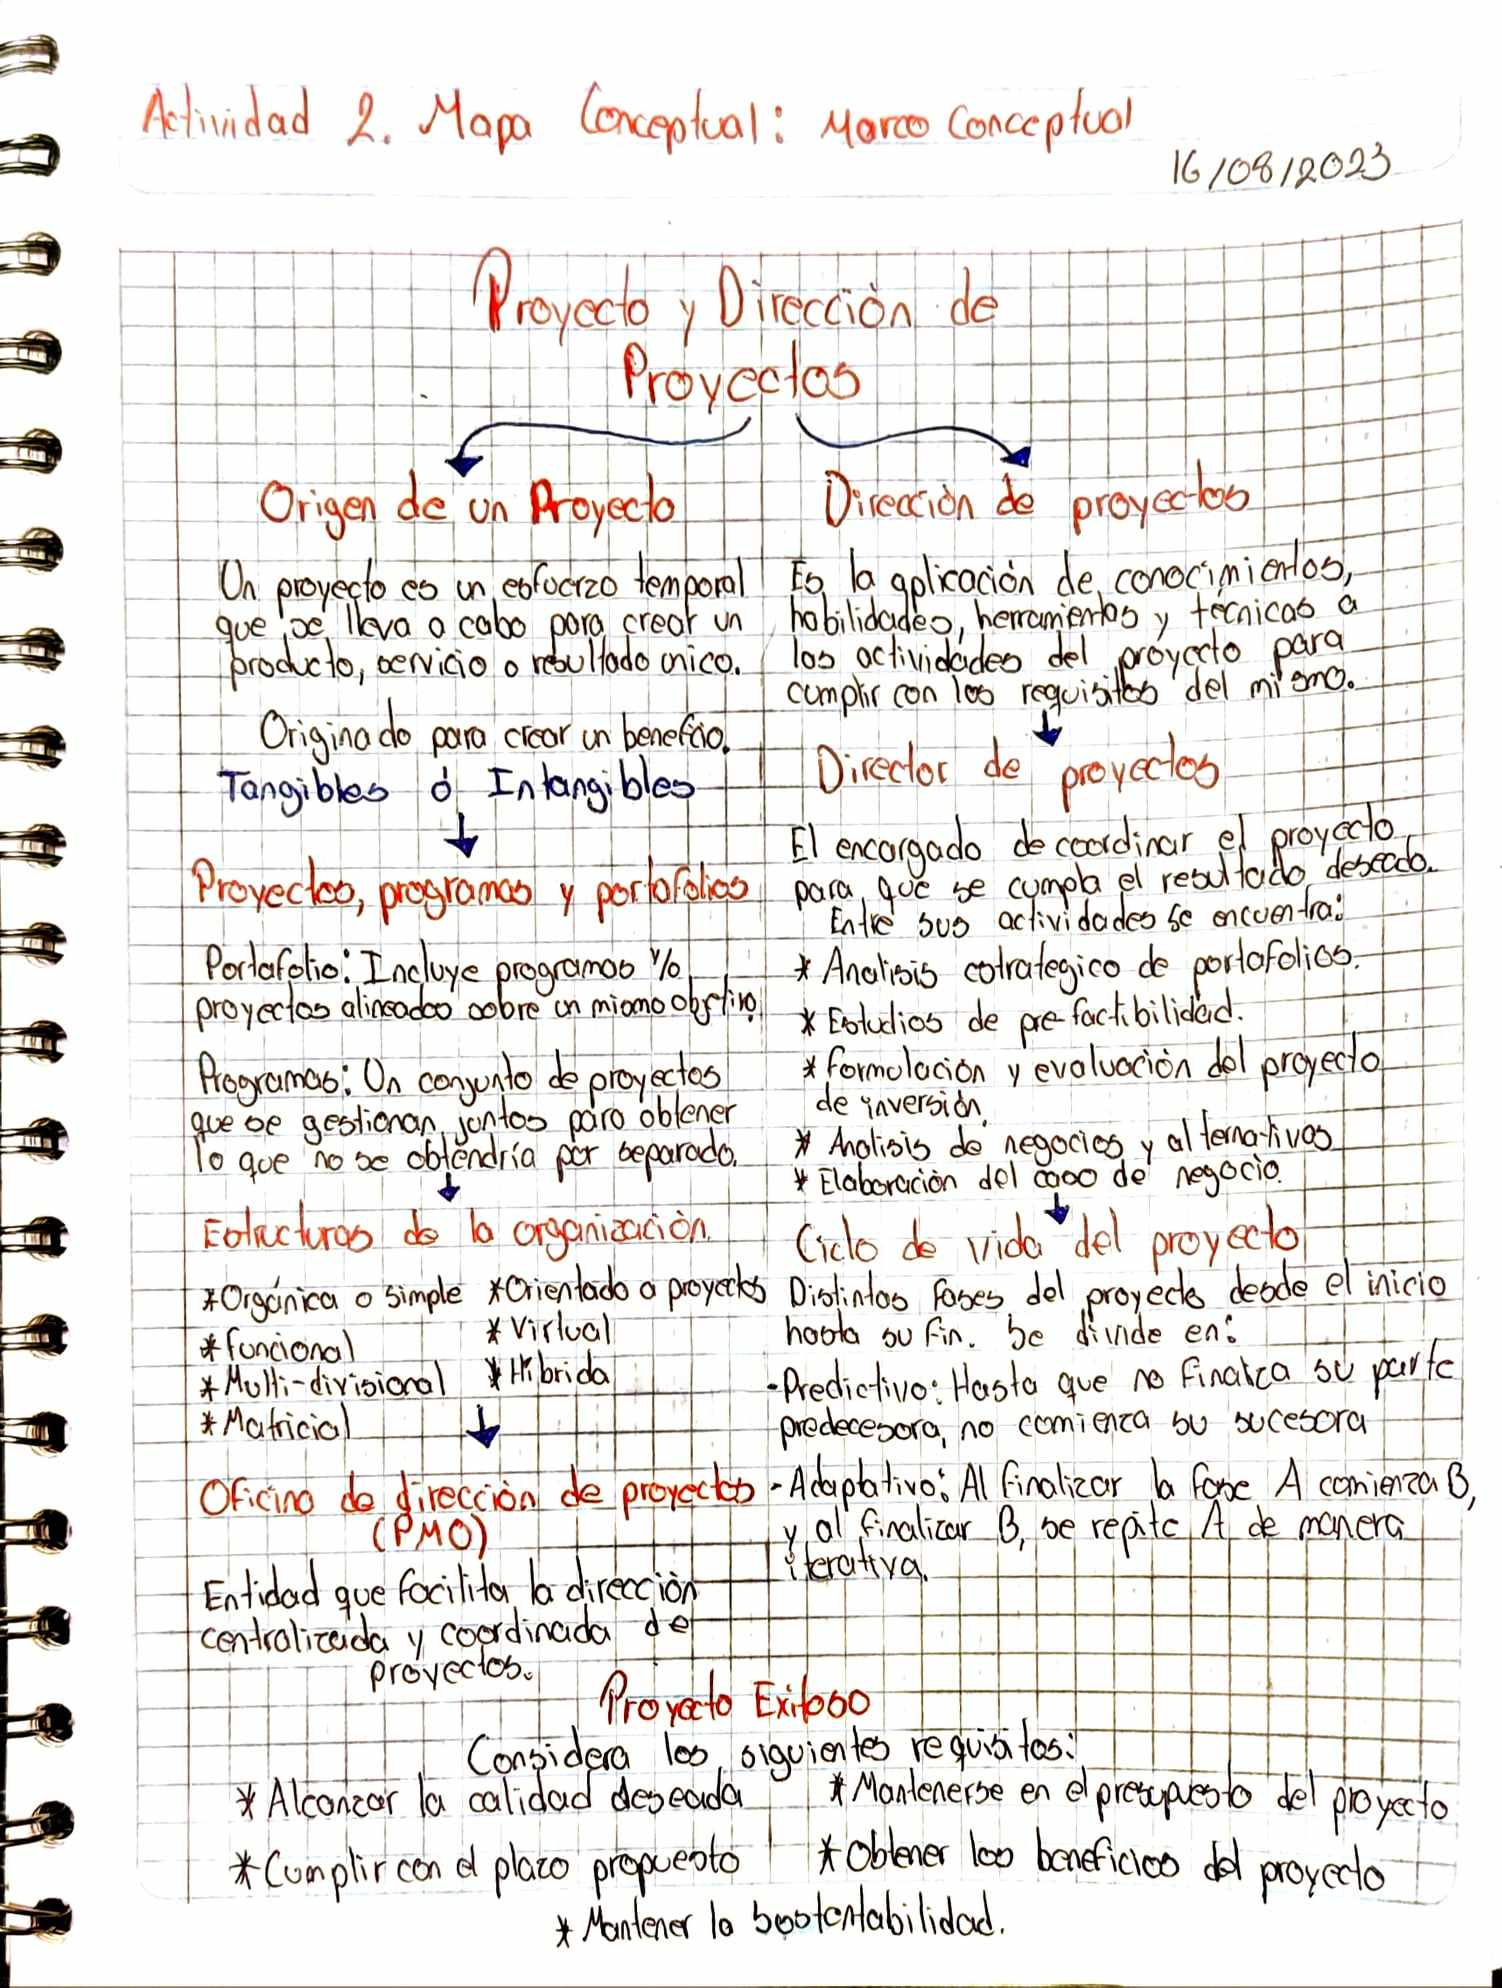 Actividad 2. Mapa Conceptual: Marco Conceptual
16/08/2023
Proyecto y Dirección de
Proyectos
Origen de un Proyecto
Un proyecto es un esfuerzo temporal
que se lleva a cabo para crear un
producto, servicio o resultado unico.
Originado para crear un beneficio.
Tangibles ó Intangibles
Proyectos, programas y portafolios
Portafolio: Incluye programas y/o
proyectos alineados sobre un mismo objetivo
Programas: Un conjunto de proyectos
que se gestionan juntos para obtener
lo que no se obtendría por separado.
Estructuras de la organización.
*Orgánica o simple *Orientado a proyectos
*funcional *Virtual
*Multi-divisional *Hibrida
*Matricial
Oficina de dirección de proyectos
(PMO)
Entidad que facilita la dirección
centralizada y coordinada de
proyectos.
Dirección de proyectos
Es la aplicación de conocimientos,
habilidades, herramientas y técnicas a
las actividades del proyecto para
cumplir con los requisitos del mismo.
Director de proyectos
El encargado de coordinar el proyecto
para que se cumpla el resultado deseado.
Entre sus actividades se encuentra:
* Analisis estrategico de portafolios.
* Estudios de pre-factibilidad.
* formulación y evaluación del proyecto
de inversión.
* Analisis de negocios y alternativas
* Elaboración del caso de negocio.
Ciclo de vida del proyecto
Distintas fases del proyecto desde el inicio
hasta su fin. Se divide en:
-Predictivo: Hasta que no finaliza su parte
predecesora, no comienza su sucesora
- Adaptativo: Al finalizar la fase A comienza B,
y al finalizar B, se repite A de manera
iterativa.
Proyecto Exitoso
Considera los siguientes requisitos:
* Alcanzar la calidad deseada * Mantenerse en el presupuesto del proyecto
* Cumplir con el plazo propuesto * Obtener los beneficios del proyecto
* Mantener la sostentabilidad.